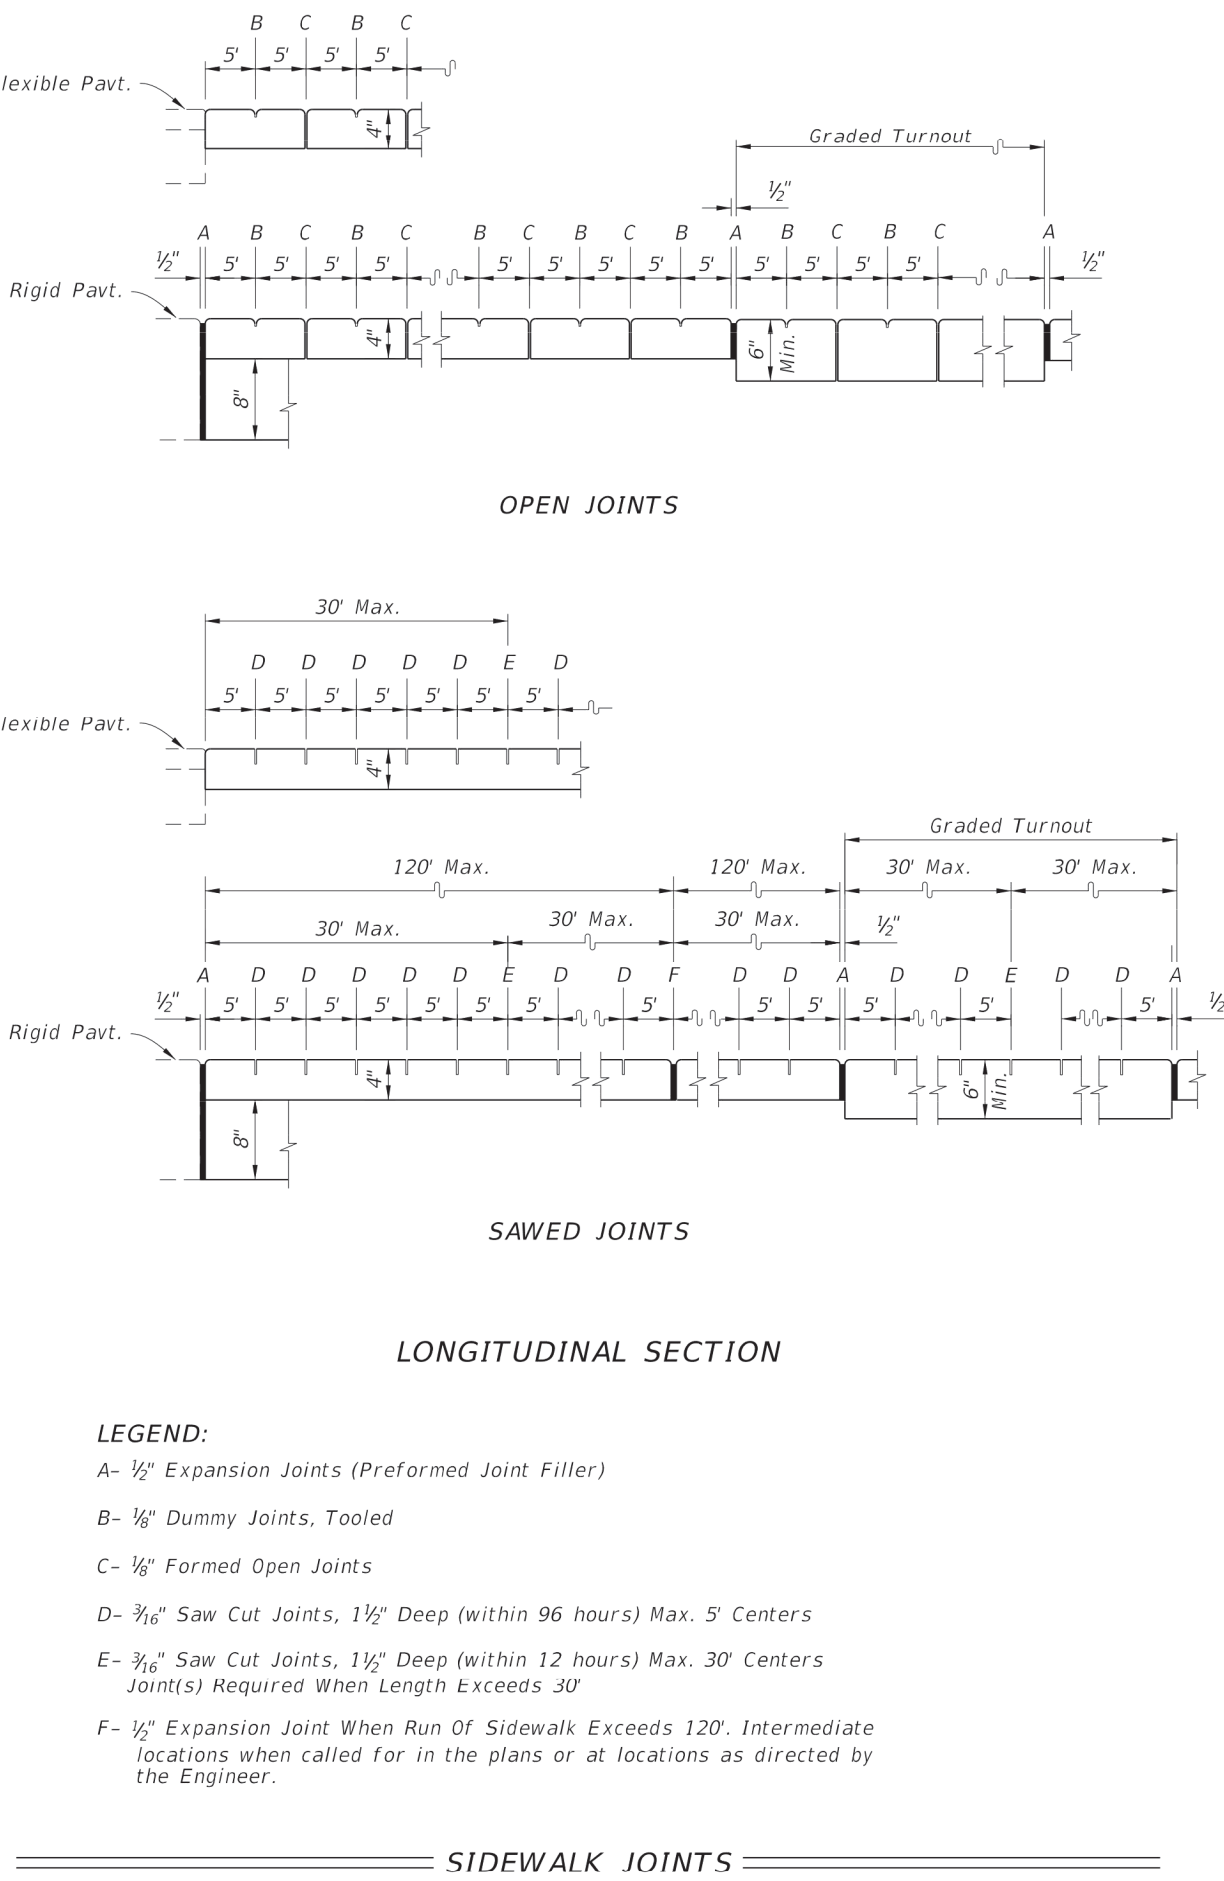 B C B C
5' 5' 5' 5'
lexible Pavt.
4"
Graded Turnout
½"
A B C B C B C B C B A B C B C A
½" 5' 5' 5' 5' 5' 5' 5' 5' 5' 5' 5' 5' 5' ½"
Rigid Pavt.
4"
6" Min.
8"
OPEN JOINTS
30' Max.
D D D D D E D
5' 5' 5' 5' 5' 5' 5'
lexible Pavt.
4"
Graded Turnout
120' Max. 120' Max. 30' Max. 30' Max.
30' Max. 30' Max. 30' Max. ½"
A D D D D D E D D F D D A D D E D D A
½" 5' 5' 5' 5' 5' 5' 5' 5' 5' 5' 5' 5' 5' ½
Rigid Pavt.
4"
6" Min.
8"
SAWED JOINTS
LONGITUDINAL SECTION
LEGEND:
A– ½" Expansion Joints (Preformed Joint Filler)
B– ⅛" Dummy Joints, Tooled
C– ⅛" Formed Open Joints
D– 3/16" Saw Cut Joints, 1½" Deep (within 96 hours) Max. 5' Centers
E– 3/16" Saw Cut Joints, 1½" Deep (within 12 hours) Max. 30' Centers
Joint(s) Required When Length Exceeds 30'
F– ½" Expansion Joint When Run Of Sidewalk Exceeds 120'. Intermediate
locations when called for in the plans or at locations as directed by
the Engineer.
SIDEWALK JOINTS